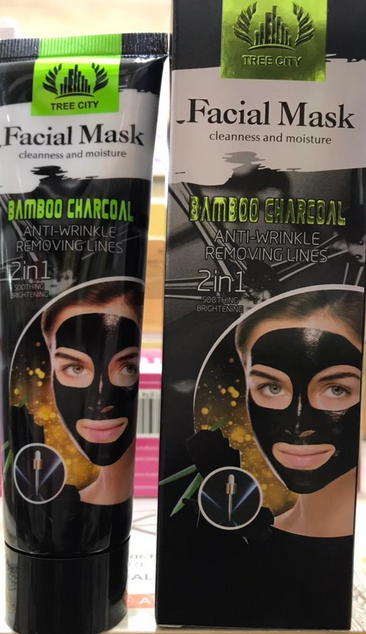 TREE CITY
Facial Mask
cleanness and moisture
BAMBOO CHARCOAL
ANTI-WRINKLE
REMOVING LINES
2in1
SOOTHING
BRIGHTENING
TREE CITY
Facial Mask
cleanness and moisture
BAMBOO CHARCOAL
ANTI-WRINKLE
REMOVING LINES
2in1
SOOTHING
BRIGHTENING